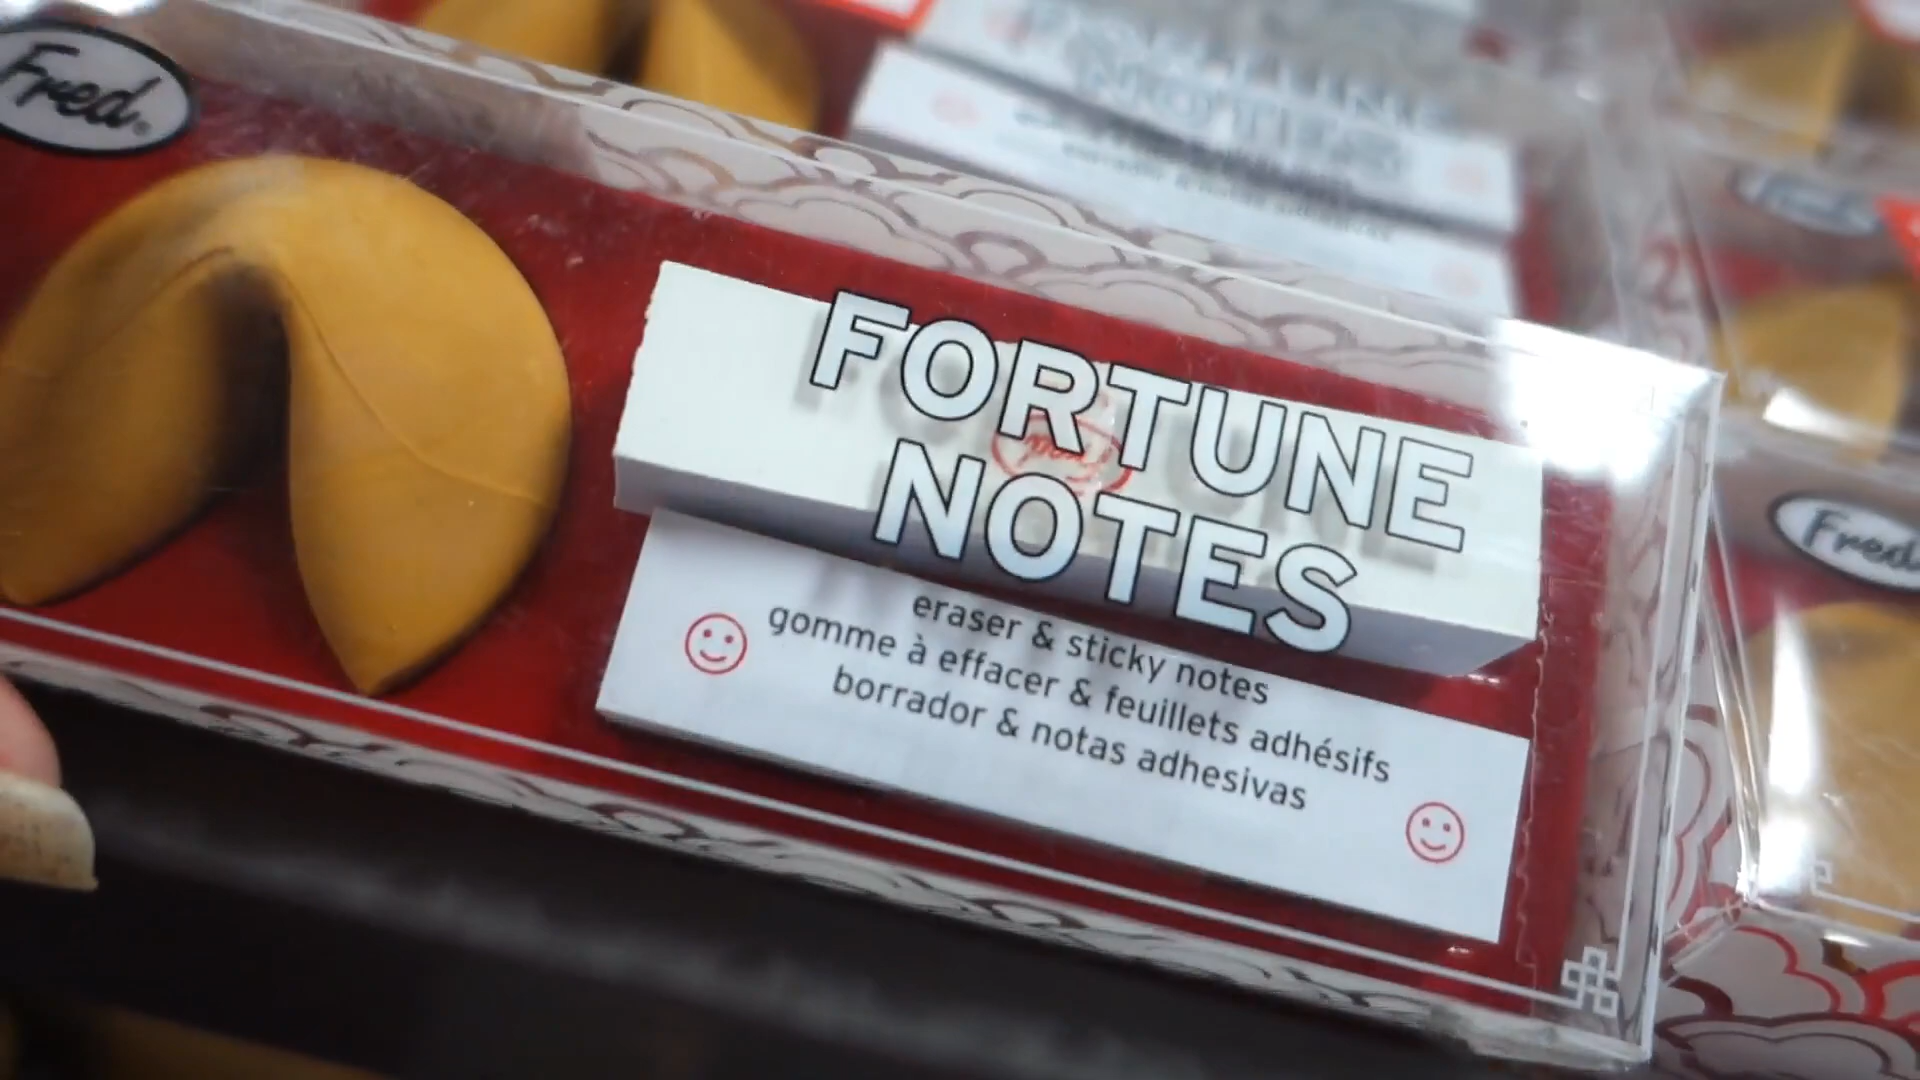 Fred
FORTUNE
NOTES
eraser & sticky notes
gomme à effacer & feuillets adhésifs
borrador & notas adhesivas
Fred